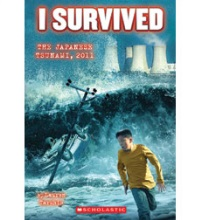 I SURVIVED
THE JAPANESE
TSUNAMI, 2011
SCHOLASTIC